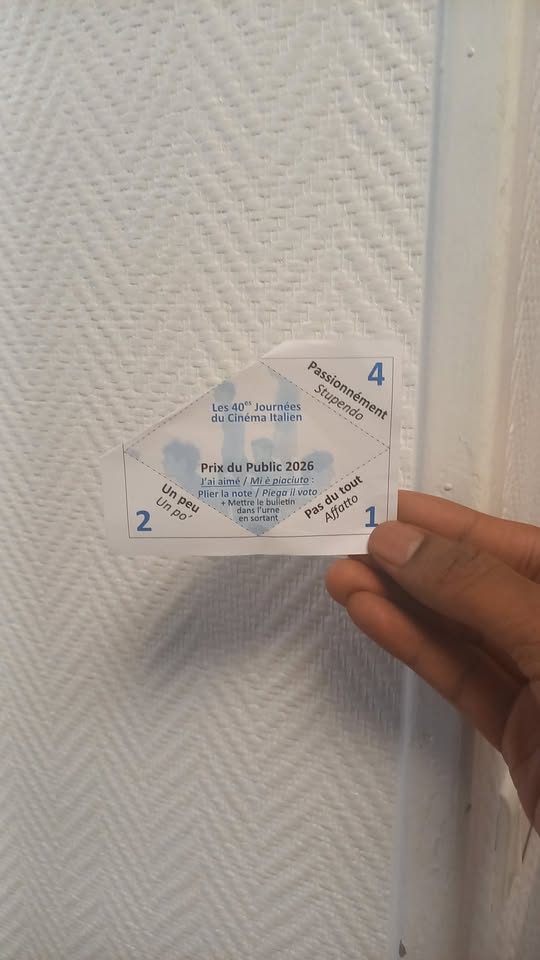 4
Passionnément
Stupendo
Les 40es Journées
du Cinéma Italien
Prix du Public 2026
J'ai aimé / Mi è piaciuto :
Plier la note / Piega il voto
+ Mettre le bulletin
dans l'urne
en sortant
Un peu
Un po'
2
Pas du tout
Affatto
1